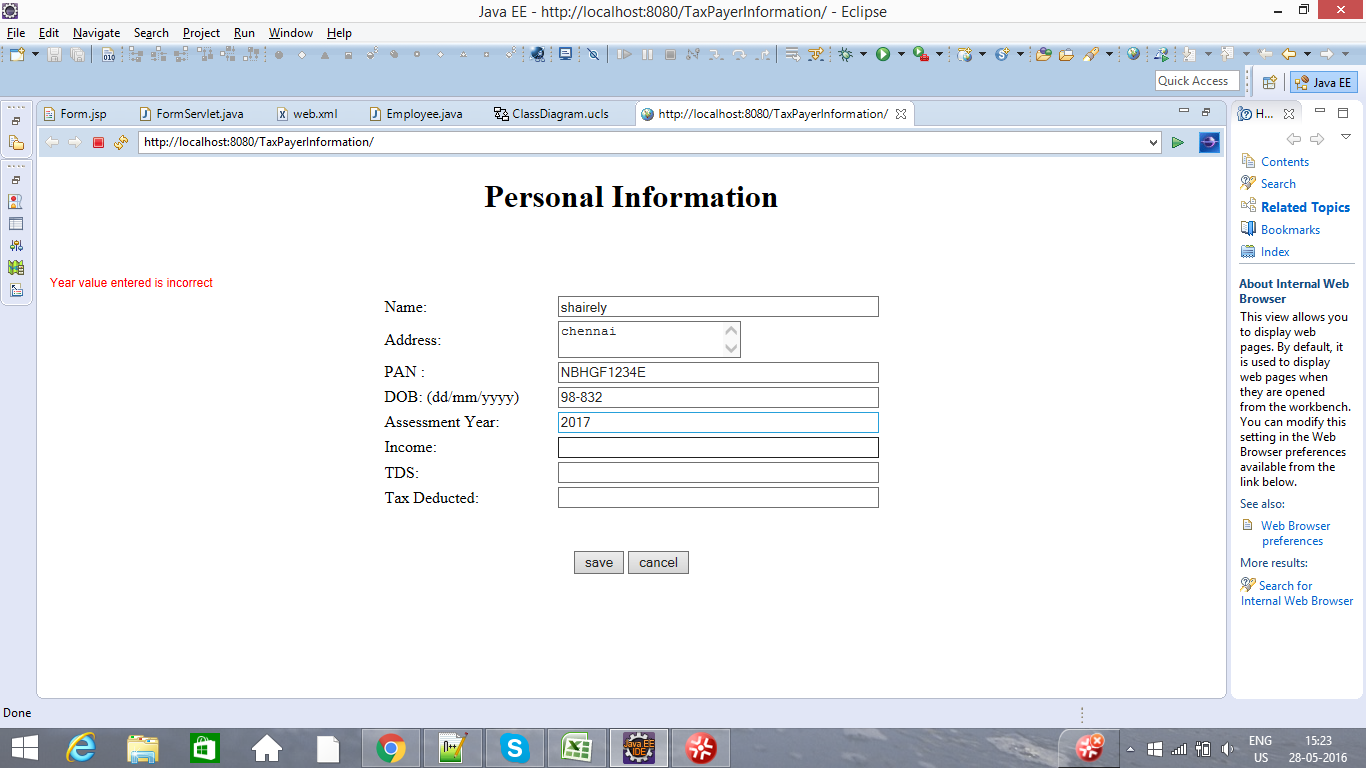 Java EE - http://localhost:8080/TaxPayerInformation/ - Eclipse
File Edit Navigate Search Project Run Window Help
Quick Access Java EE
Form.jsp FormServlet.java web.xml Employee.java ClassDiagram.ucls http://localhost:8080/TaxPayerInformation/ H...
http://localhost:8080/TaxPayerInformation/
Personal Information
Year value entered is incorrect
Name: shairely
Address: chennai
PAN : NBHGF1234E
DOB: (dd/mm/yyyy) 98-832
Assessment Year: 2017
Income:
TDS:
Tax Deducted:
save cancel
Contents
Search
Related Topics
Bookmarks
Index
About Internal Web
Browser
This view allows you
to display web
pages. By default, it
is used to display
web pages when
they are opened
from the workbench.
You can modify this
setting in the Web
Browser preferences
available from the
link below.
See also:
Web Browser
preferences
More results:
Search for
Internal Web Browser
Done
ENG 15:23
US 28-05-2016